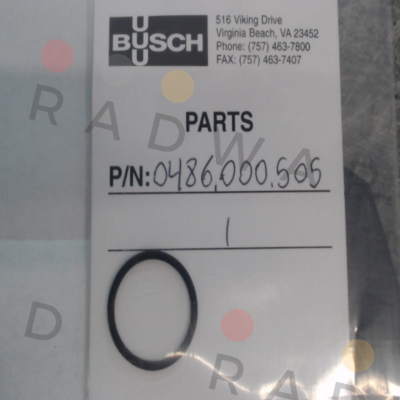 BUSCH
516 Viking Drive
Virginia Beach, VA 23452
Phone: (757) 463-7800
FAX: (757) 463-7407
RADWA
PARTS
P/N: 0486,000.505
1
D RADW